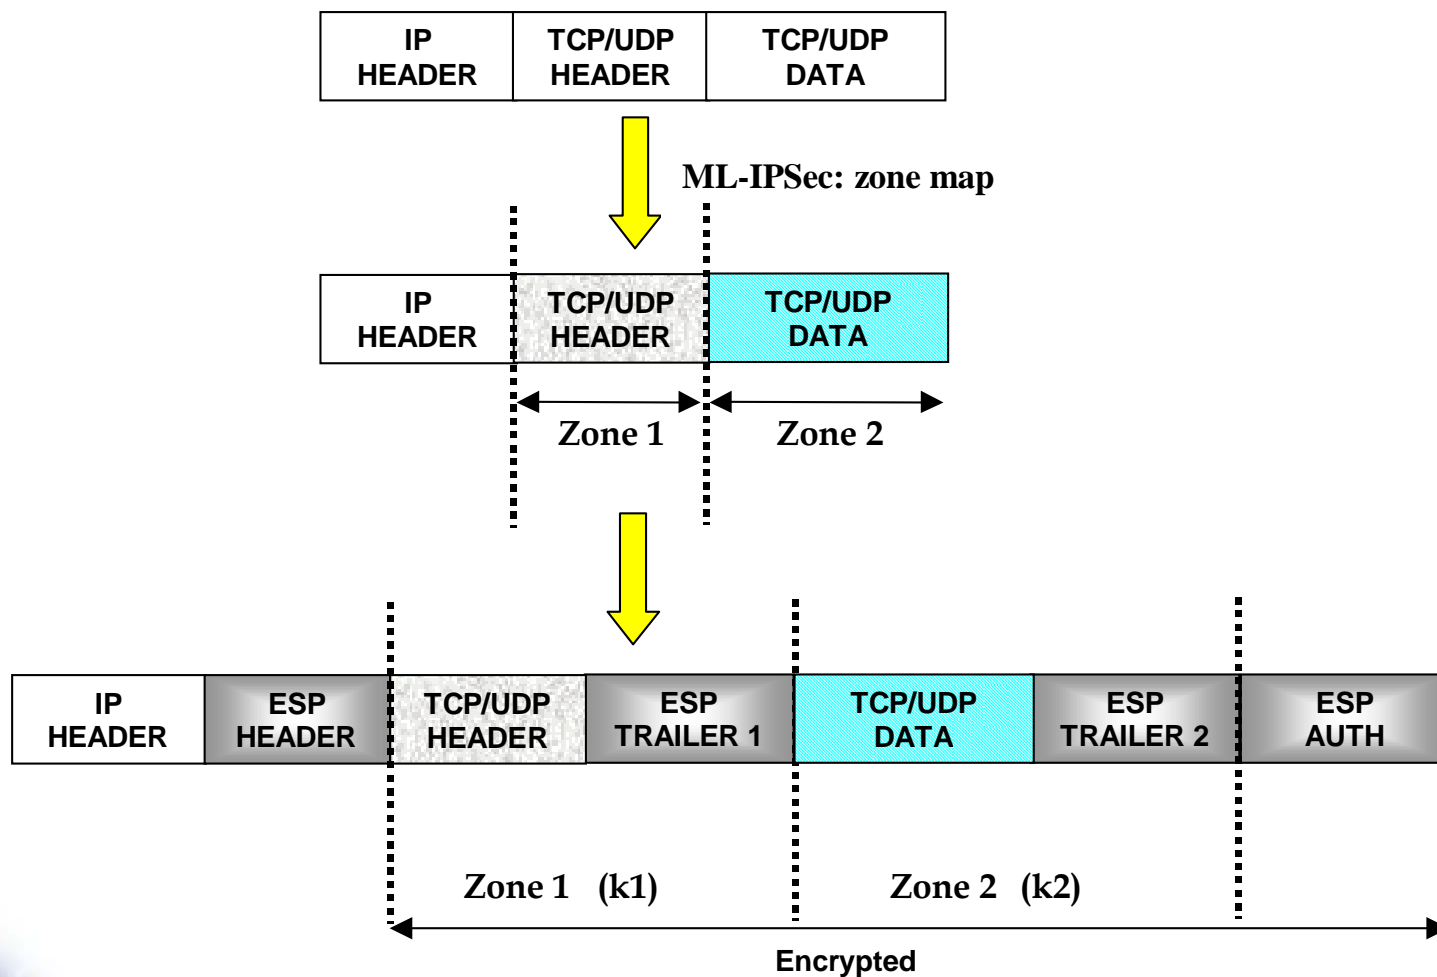 IP
HEADER
TCP/UDP
HEADER
TCP/UDP
DATA
ML-IPSec: zone map
IP
HEADER
TCP/UDP
HEADER
TCP/UDP
DATA
Zone 1
Zone 2
IP
HEADER
ESP
HEADER
TCP/UDP
HEADER
ESP
TRAILER 1
TCP/UDP
DATA
ESP
TRAILER 2
ESP
AUTH
Zone 1 (k1)
Zone 2 (k2)
Encrypted